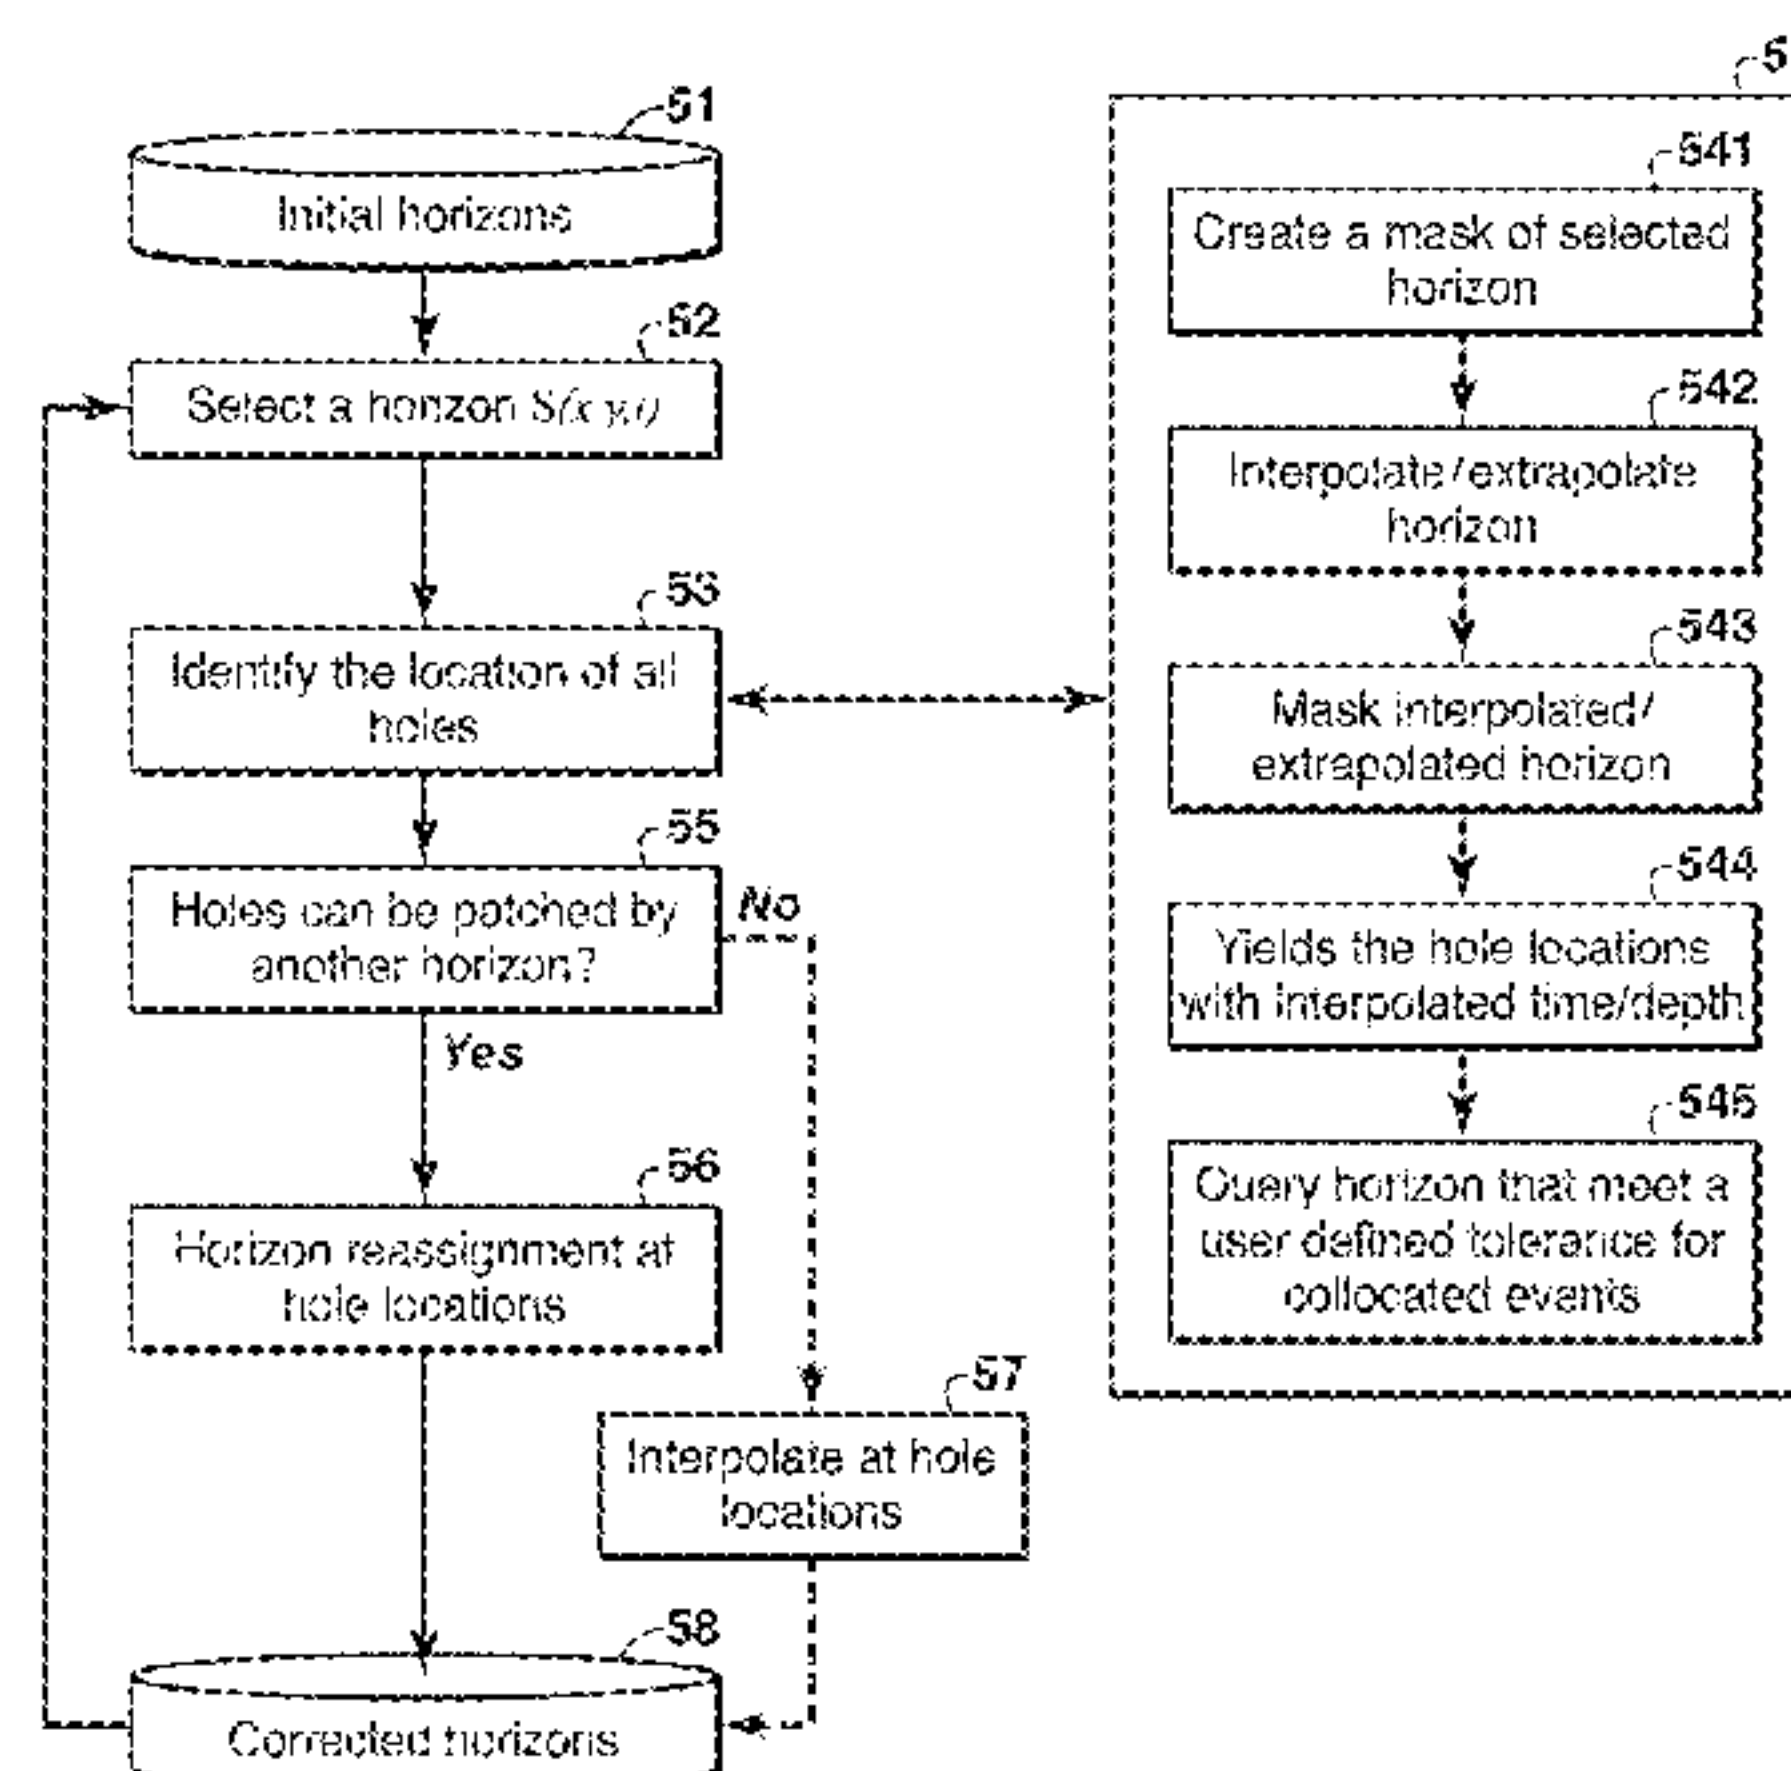 51
Initial horizons
52
Select a horizon S(x y,t)
53
Identify the location of all
holes
55
Holes can be patched by
another horizon?
No
Yes
56
Horizon reassignment at
hole locations
57
Interpolate at hole
locations
58
Corrected horizons
5
541
Create a mask of selected
horizon
542
Interpolate/extrapolate
horizon
543
Mask interpolated/
extrapolated horizon
544
Yields the hole locations
with interpolated time/depth
545
Query horizon that meet a
user defined tolerance for
collocated events